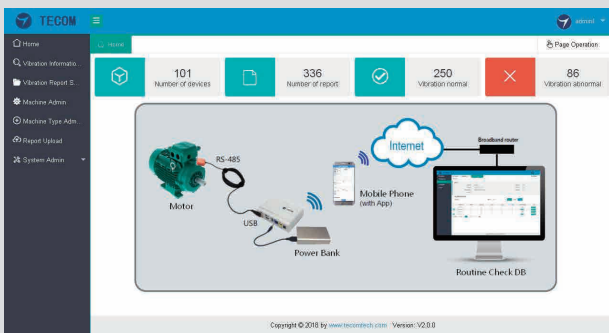 TECOM
admin1
Home
Home
Page Operation
Vibration Informatio...
Vibration Report S...
Machine Admin
Machine Type Adm...
Report Upload
System Admin
101
Number of devices
336
Number of report
250
Vibration normal
86
Vibration abnormal
RS-485
Motor
USB
Power Bank
Mobile Phone
(with App)
Internet
Broadband router
Routine Check DB
Copyright © 2018 by www.tecomtech.com Version: V2.0.0